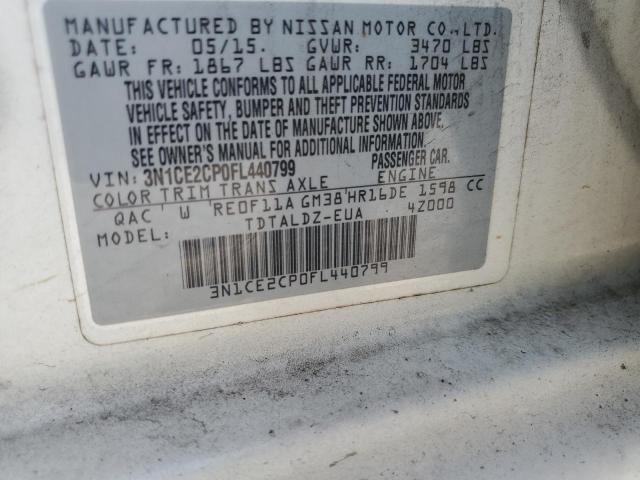 MANUFACTURED BY NISSAN MOTOR CO.,LTD.
DATE: 05/15. GVWR: 3470 LBS
GAWR FR: 1867 LBS GAWR RR: 1704 LBS
THIS VEHICLE CONFORMS TO ALL APPLICABLE FEDERAL MOTOR
VEHICLE SAFETY, BUMPER AND THEFT PREVENTION STANDARDS
IN EFFECT ON THE DATE OF MANUFACTURE SHOWN ABOVE.
SEE OWNER'S MANUAL FOR ADDITIONAL INFORMATION
VIN: 3N1CE2CP0FL440799 PASSENGER CAR.
COLOR TRIM TRANS AXLE ENGINE
QAC W RE0F11A GM38 HR16DE 1598 CC
MODEL: TDTALDZ-EUA 4Z000
3N1CE2CP0FL440799